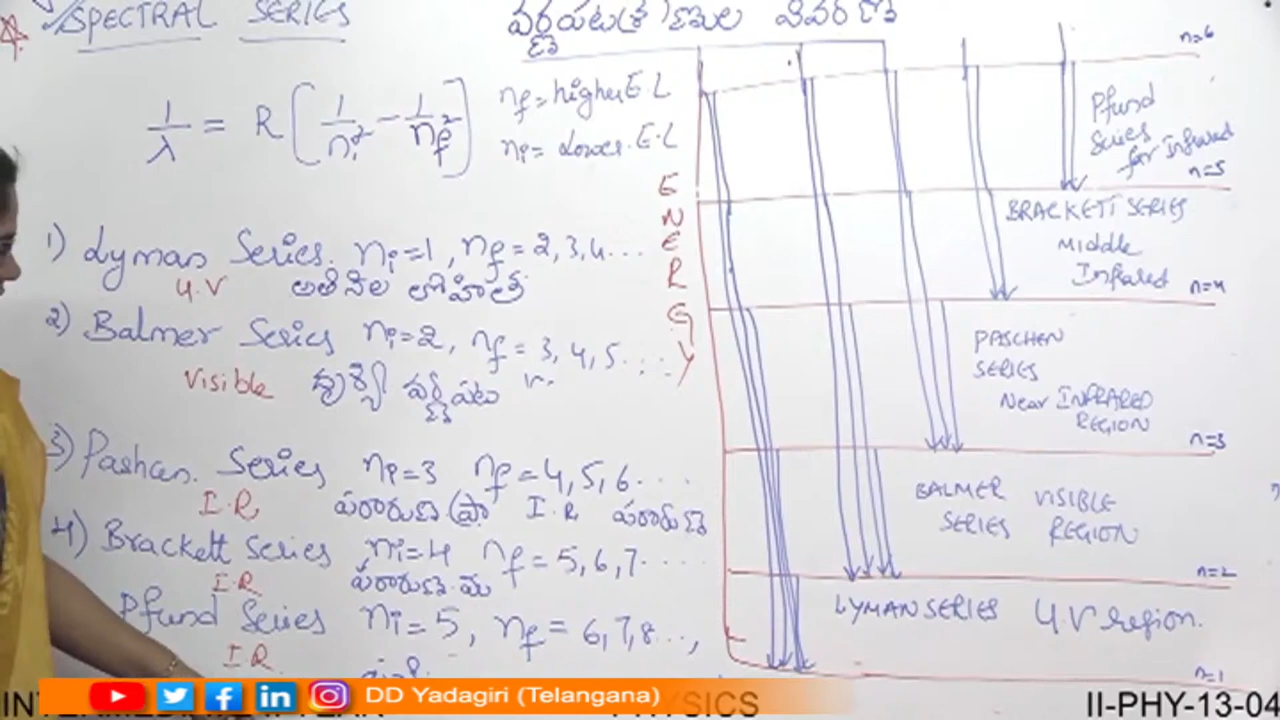 SPECTRAL SERIES
1/λ = R [ 1/ni² − 1/nf² ]
nf = higher E-L
ni = Lower. E-L
1) Lyman Series. ni=1, nf = 2, 3, 4...
U.V
2) Balmer Series ni=2, nf = 3, 4, 5.....
Visible దృశ్య
3) Pashan. Series ni=3 nf = 4, 5, 6....
I.R I.R
4) Brackett Series ni=4 nf = 5, 6, 7.....
I.R
Pfund Series ni=5, nf = 6, 7, 8...,
I.R
ENERGY
n=6
Pfund
Series
for Infrared
n=5
BRACKETT SERIES
Middle
Infrared
n=4
PASCHEN
SERIES
Near INFRARED
REGION
n=3
BALMER VISIBLE
SERIES REGION
n=2
LYMAN SERIES U.V region.
n=1
DD Yadagiri (Telangana)
II-PHY-13-04